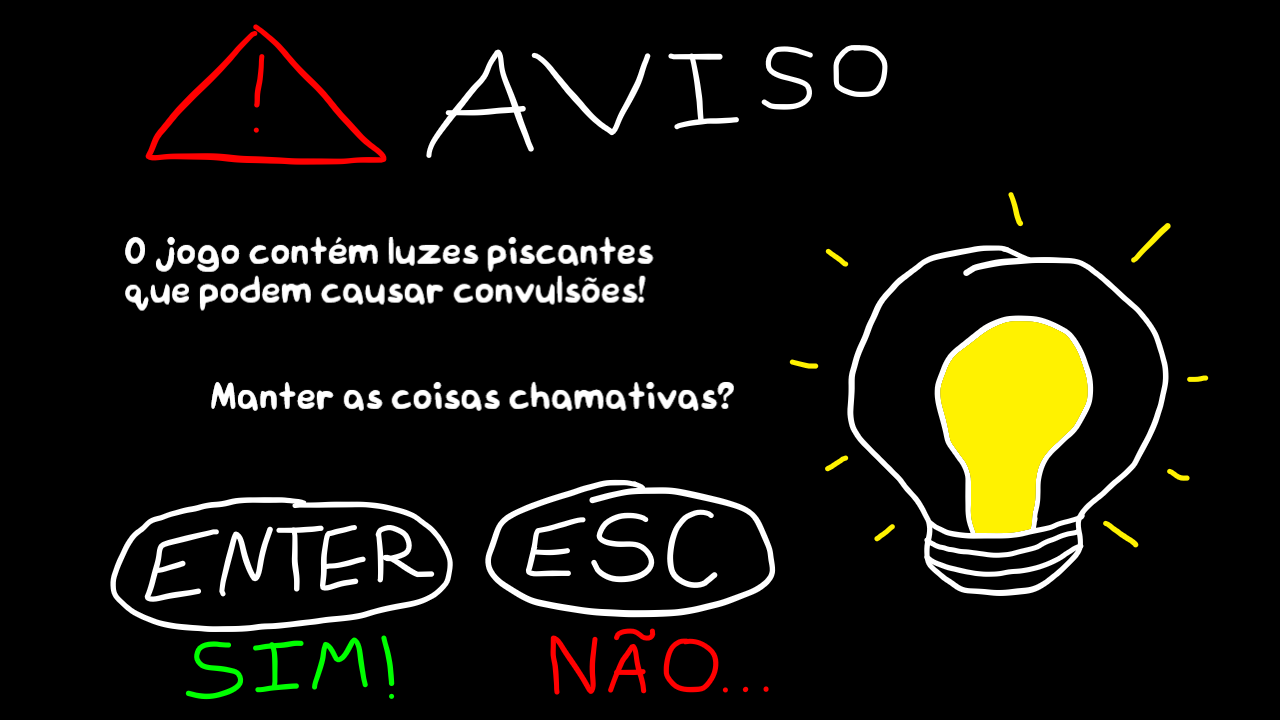 ! AVISO
O jogo contém luzes piscantes
que podem causar convulsões!
Manter as coisas chamativas?
ENTER ESC
SIM! NÃO...